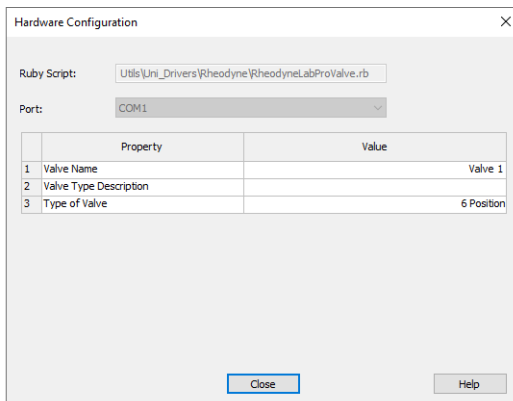 Hardware Configuration
Ruby Script: Utils\Uni_Drivers\Rheodyne\RheodyneLabProValve.rb
Port: COM1
Property Value
1 Valve Name Valve 1
2 Valve Type Description
3 Type of Valve 6 Position
Close Help